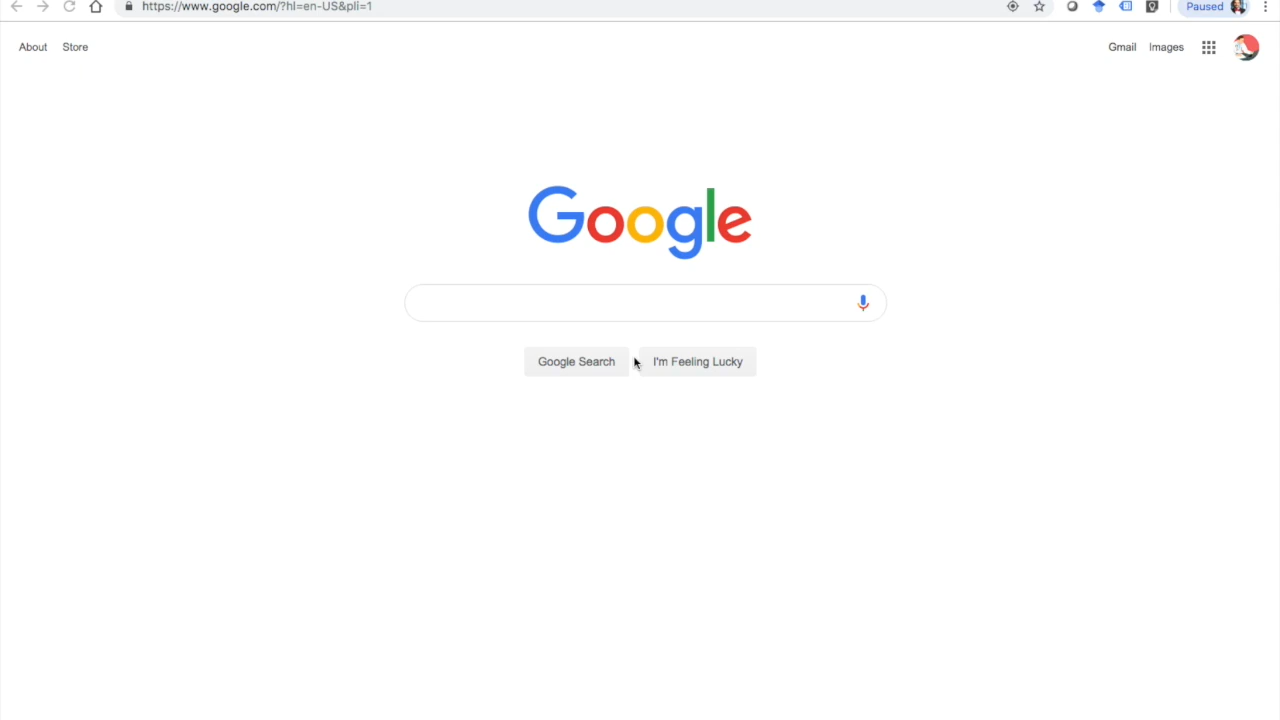 https://www.google.com/?hl=en-US&pli=1
Paused
About Store
Gmail Images
Google
Google Search
I'm Feeling Lucky